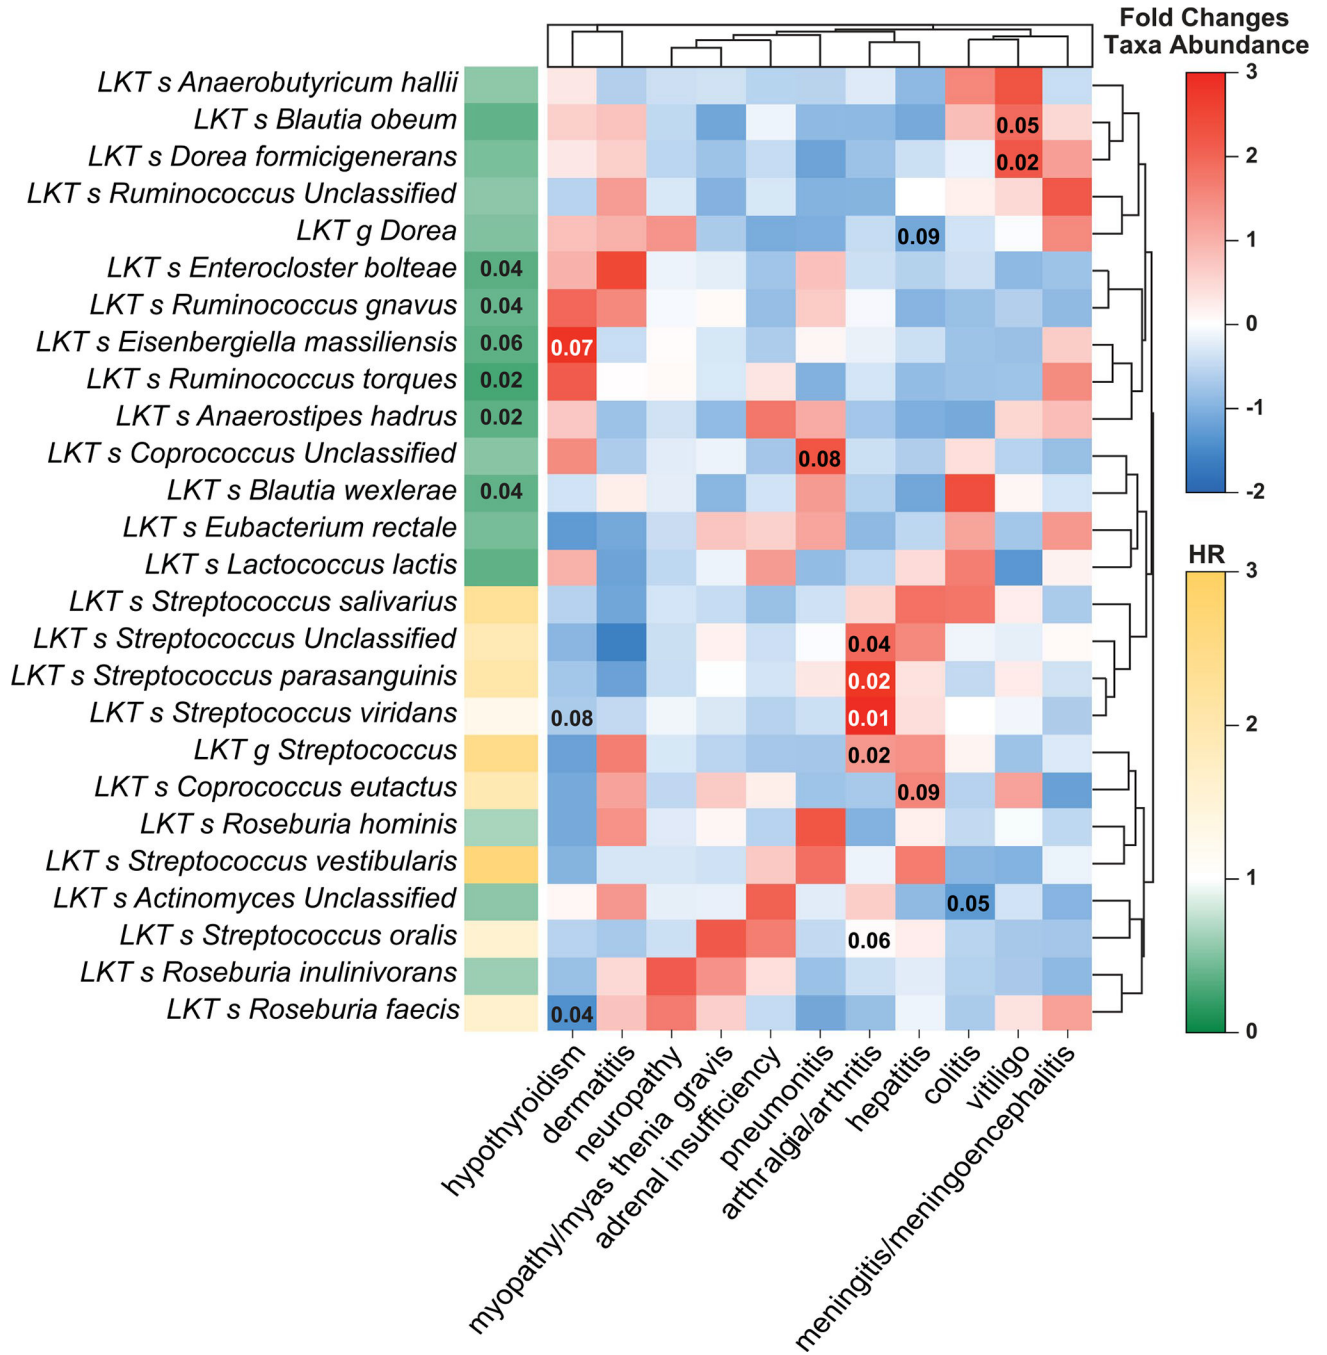 Fold Changes
Taxa Abundance
LKT s Anaerobutyricum hallii
LKT s Blautia obeum 0.05
LKT s Dorea formicigenerans 0.02
LKT s Ruminococcus Unclassified
LKT g Dorea 0.09
LKT s Enterocloster bolteae 0.04
LKT s Ruminococcus gnavus 0.04
LKT s Eisenbergiella massiliensis 0.06 0.07
LKT s Ruminococcus torques 0.02
LKT s Anaerostipes hadrus 0.02
LKT s Coprococcus Unclassified 0.08
LKT s Blautia wexlerae 0.04
LKT s Eubacterium rectale
LKT s Lactococcus lactis
LKT s Streptococcus salivarius
LKT s Streptococcus Unclassified 0.04
LKT s Streptococcus parasanguinis 0.02
LKT s Streptococcus viridans 0.08 0.01
LKT g Streptococcus 0.02
LKT s Coprococcus eutactus 0.09
LKT s Roseburia hominis
LKT s Streptococcus vestibularis
LKT s Actinomyces Unclassified 0.05
LKT s Streptococcus oralis 0.06
LKT s Roseburia inulinivorans
LKT s Roseburia faecis 0.04
3
2
1
0
-1
-2
HR
3
2
1
0
hypothyroidism
dermatitis
neuropathy
myopathy/myas thenia gravis
adrenal insufficiency
pneumonitis
arthralgia/arthritis
hepatitis
colitis
vitiligo
meningitis/meningoencephalitis